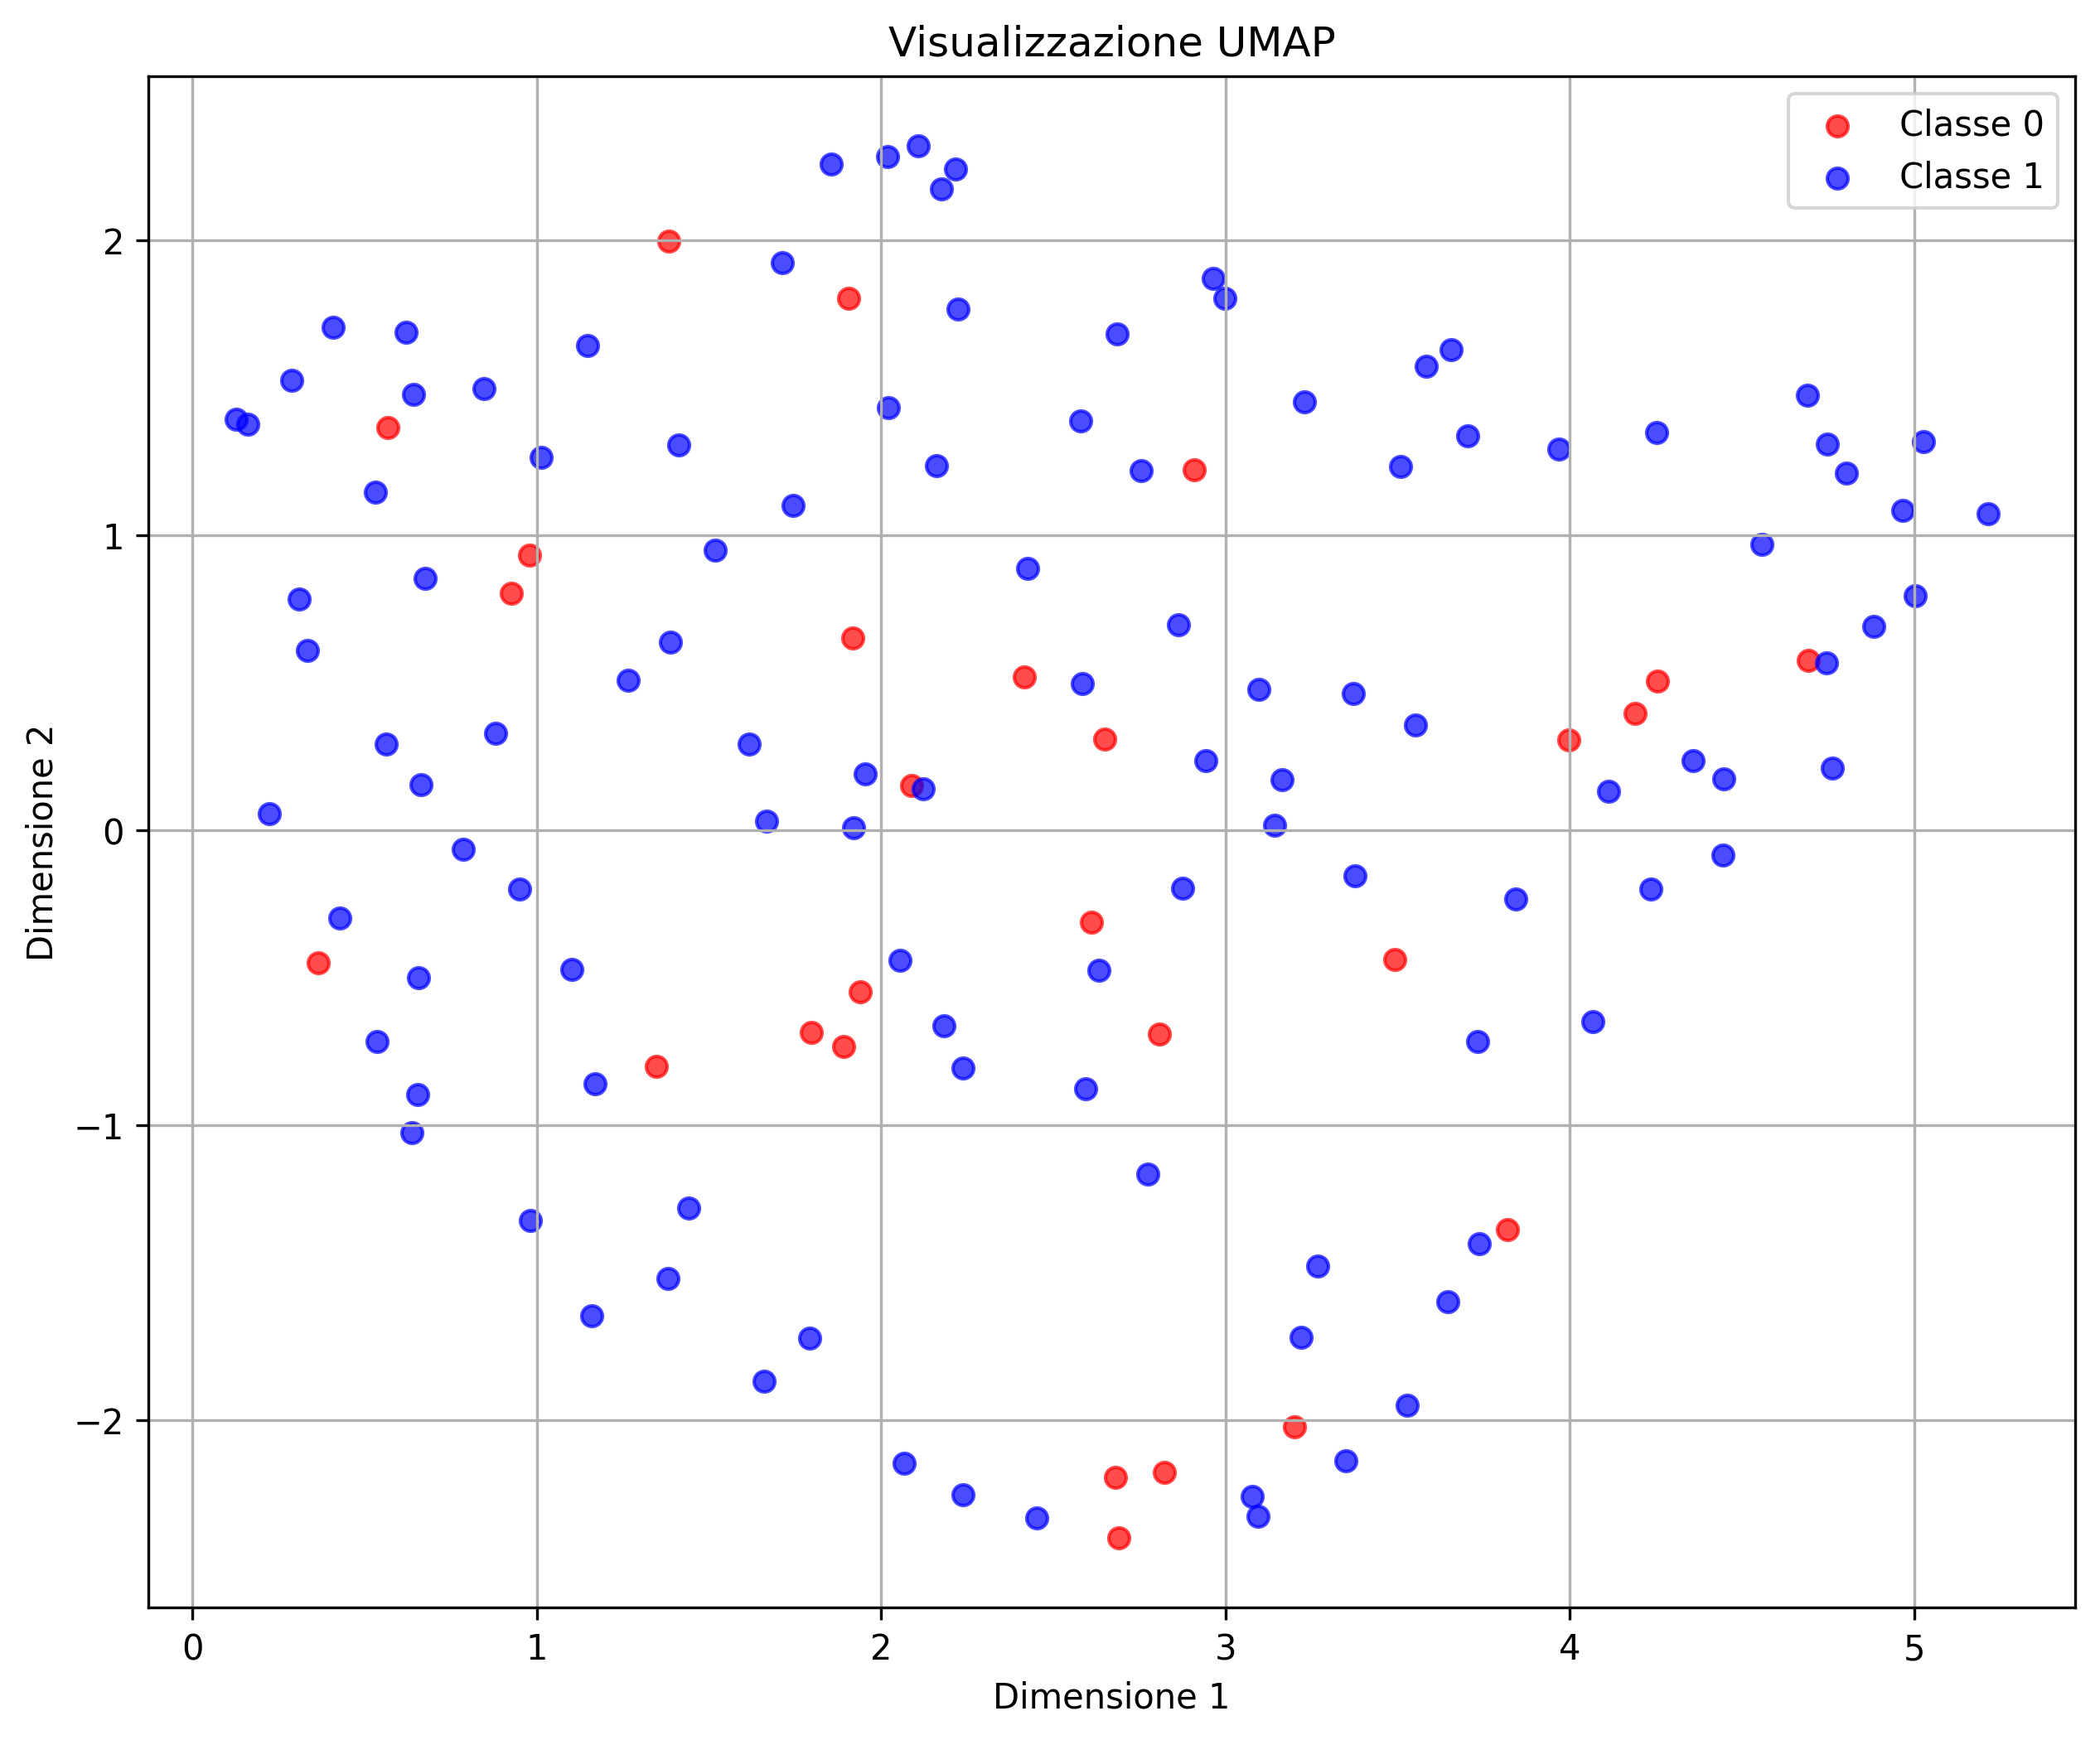 Visualizzazione UMAP
Classe 0
Classe 1
2
1
0
−1
−2
Dimensione 2
0 1 2 3 4 5
Dimensione 1